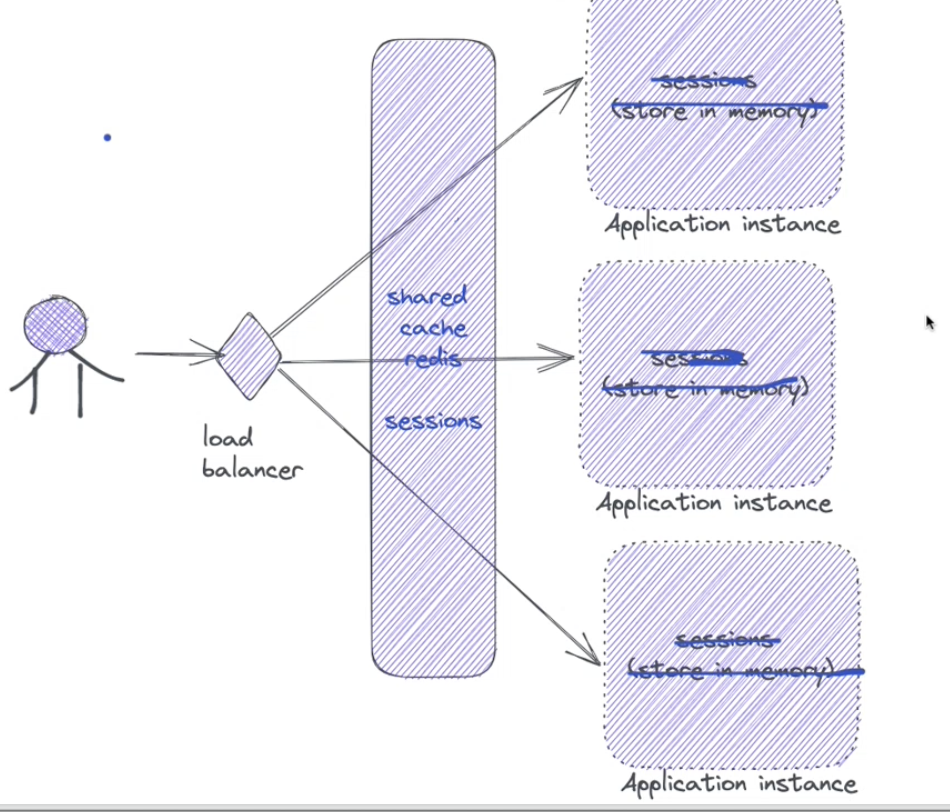 sessions
(store in memory)
Application instance
shared
cache
redis
sessions
load
balancer
sessions
(store in memory)
Application instance
sessions
(store in memory)
Application instance